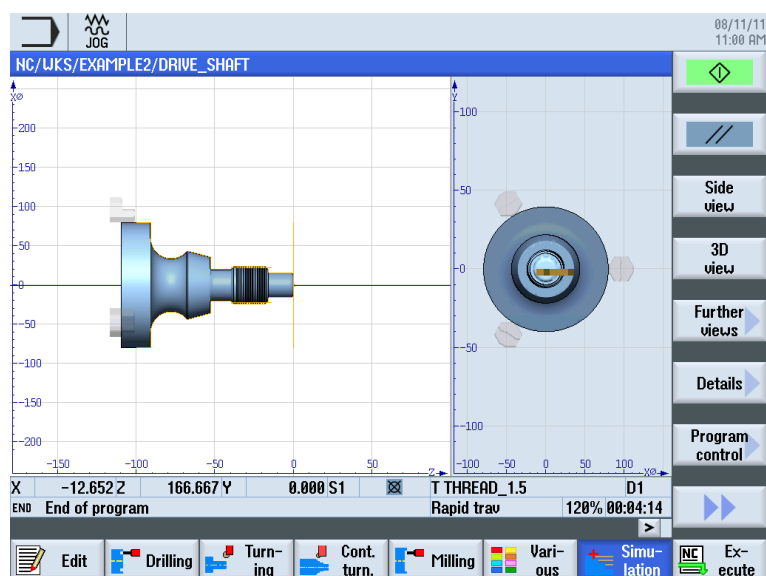 08/11/11
11:00 AM
JOG
NC/WKS/EXAMPLE2/DRIVE_SHAFT
XØ
200
150
100
50
0
-50
-100
-150
-200
-150 -100 -50 0 50 Z
Y
100
50
0
-50
-100
-100 -50 0 50 100 XØ
X -12.652 Z 166.667 Y 0.000 S1 T THREAD_1.5 D1
END End of program Rapid trav 120% 00:04:14
>
Side
view
3D
view
Further
views
Details
Program
control
Edit
Drilling
Turn-
ing
Cont.
turn.
Milling
Vari-
ous
Simu-
lation
NC
Ex-
ecute